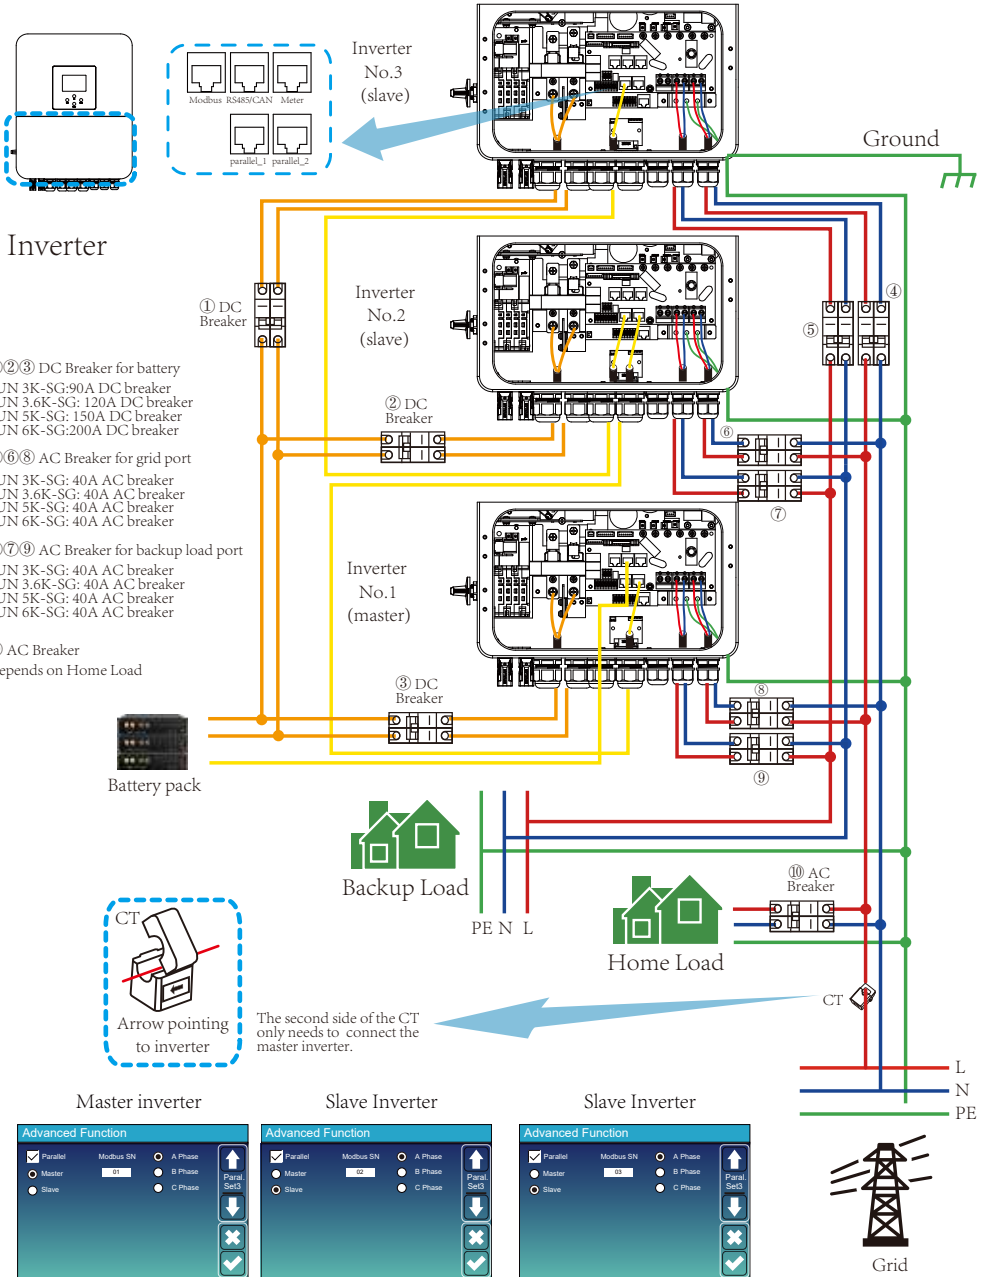 Modbus RS485/CAN Meter
parallel_1 parallel_2
Inverter
No.3
(slave)
Ground
Inverter
① DC
Breaker
Inverter
No.2
(slave)
④
⑤
②③ DC Breaker for battery
UN 3K-SG:90A DC breaker
UN 3.6K-SG: 120A DC breaker
UN 5K-SG: 150A DC breaker
UN 6K-SG:200A DC breaker
② DC
Breaker
⑥
⑥⑧ AC Breaker for grid port
UN 3K-SG: 40A AC breaker
UN 3.6K-SG: 40A AC breaker
UN 5K-SG: 40A AC breaker
UN 6K-SG: 40A AC breaker
⑦
⑦⑨ AC Breaker for backup load port
UN 3K-SG: 40A AC breaker
UN 3.6K-SG: 40A AC breaker
UN 5K-SG: 40A AC breaker
UN 6K-SG: 40A AC breaker
Inverter
No.1
(master)
AC Breaker
epends on Home Load
③ DC
Breaker
⑧
⑨
Battery pack
Backup Load
PE N L
⑩ AC
Breaker
Home Load
CT
CT
Arrow pointing
to inverter
The second side of the CT
only needs to connect the
master inverter.
L
N
PE
Master inverter
Advanced Function
Parallel Modbus SN A Phase
Master 01 B Phase
Slave C Phase
Paral.
Set3
Slave Inverter
Advanced Function
Parallel Modbus SN A Phase
Master 02 B Phase
Slave C Phase
Paral.
Set3
Slave Inverter
Advanced Function
Parallel Modbus SN A Phase
Master 03 B Phase
Slave C Phase
Paral.
Set3
Grid